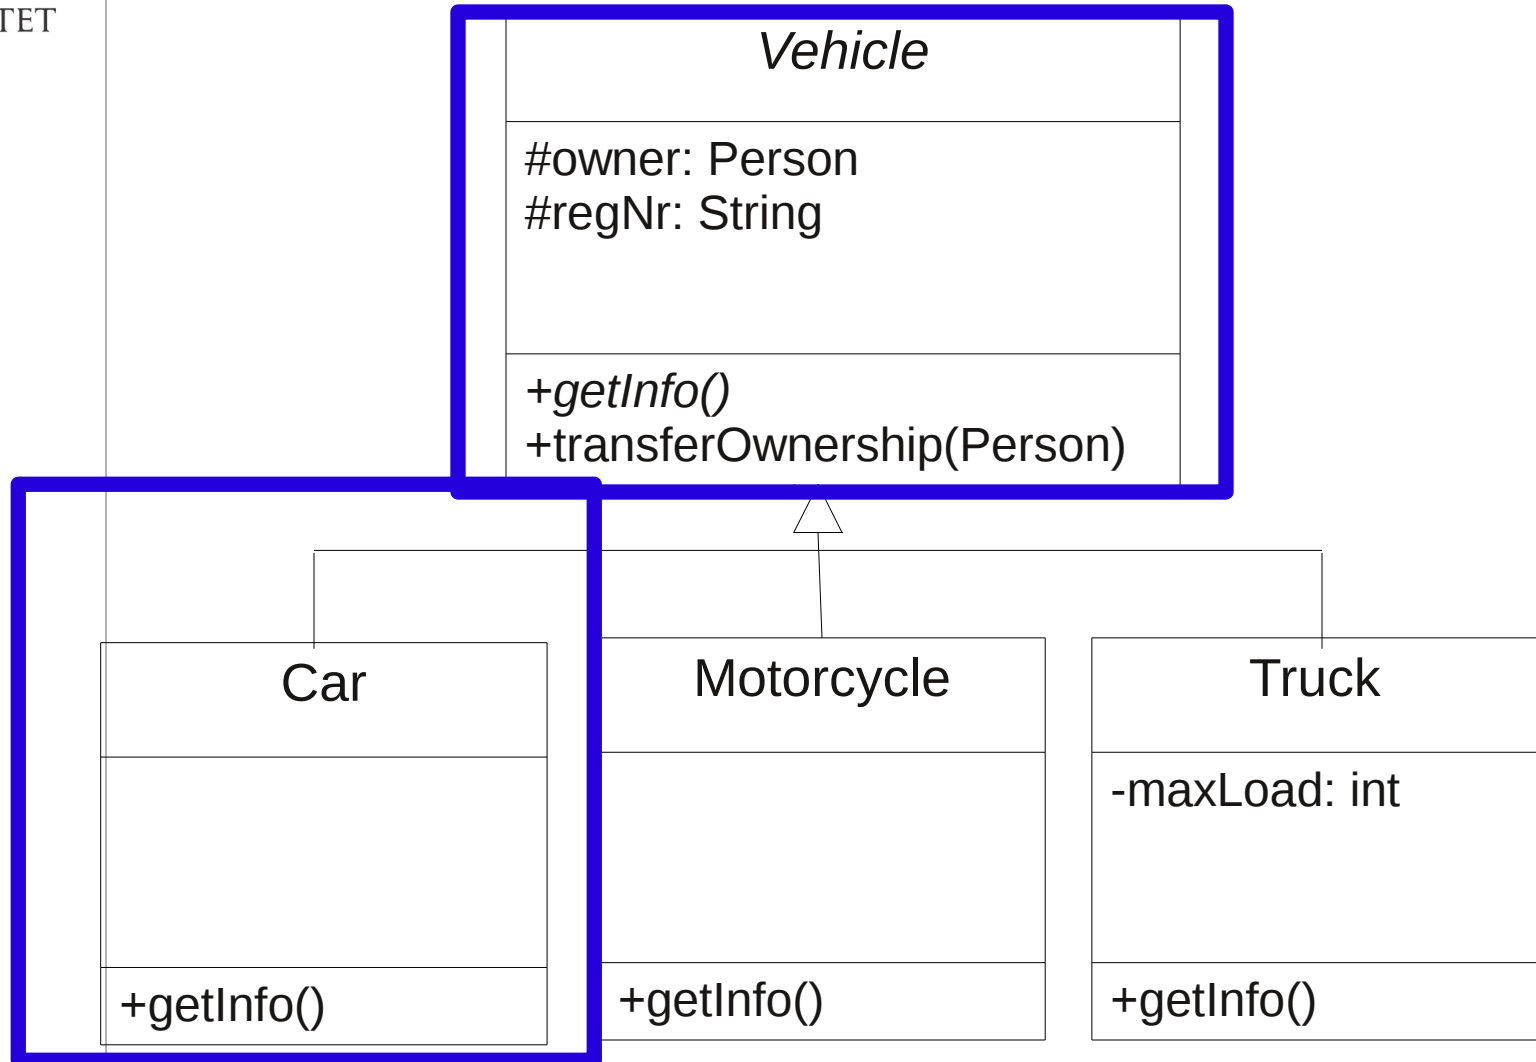 TET
Vehicle
#owner: Person
#regNr: String
+getInfo()
+transferOwnership(Person)
Car
+getInfo()
Motorcycle
+getInfo()
Truck
-maxLoad: int
+getInfo()